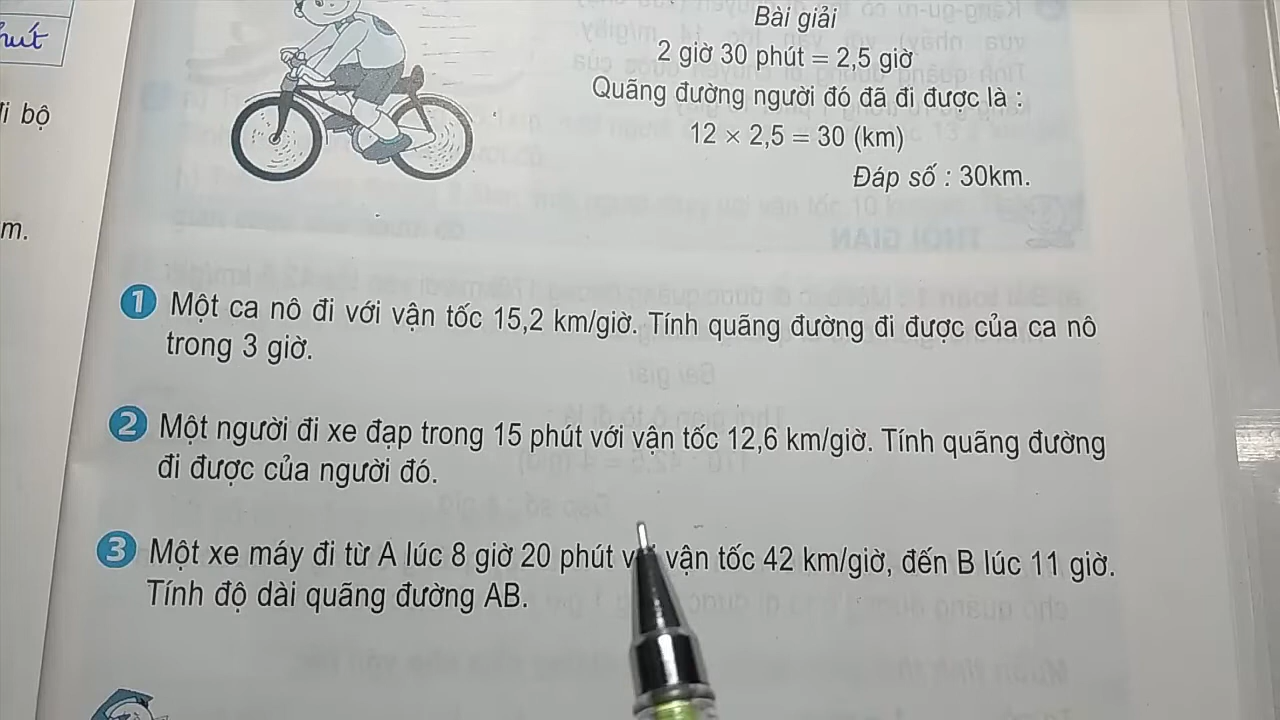 hút
đi bộ
m.
Bài giải
2 giờ 30 phút = 2,5 giờ
Quãng đường người đó đã đi được là :
12 × 2,5 = 30 (km)
Đáp số : 30km.
1 Một ca nô đi với vận tốc 15,2 km/giờ. Tính quãng đường đi được của ca nô
trong 3 giờ.
2 Một người đi xe đạp trong 15 phút với vận tốc 12,6 km/giờ. Tính quãng đường
đi được của người đó.
3 Một xe máy đi từ A lúc 8 giờ 20 phút vận tốc 42 km/giờ, đến B lúc 11 giờ.
Tính độ dài quãng đường AB.